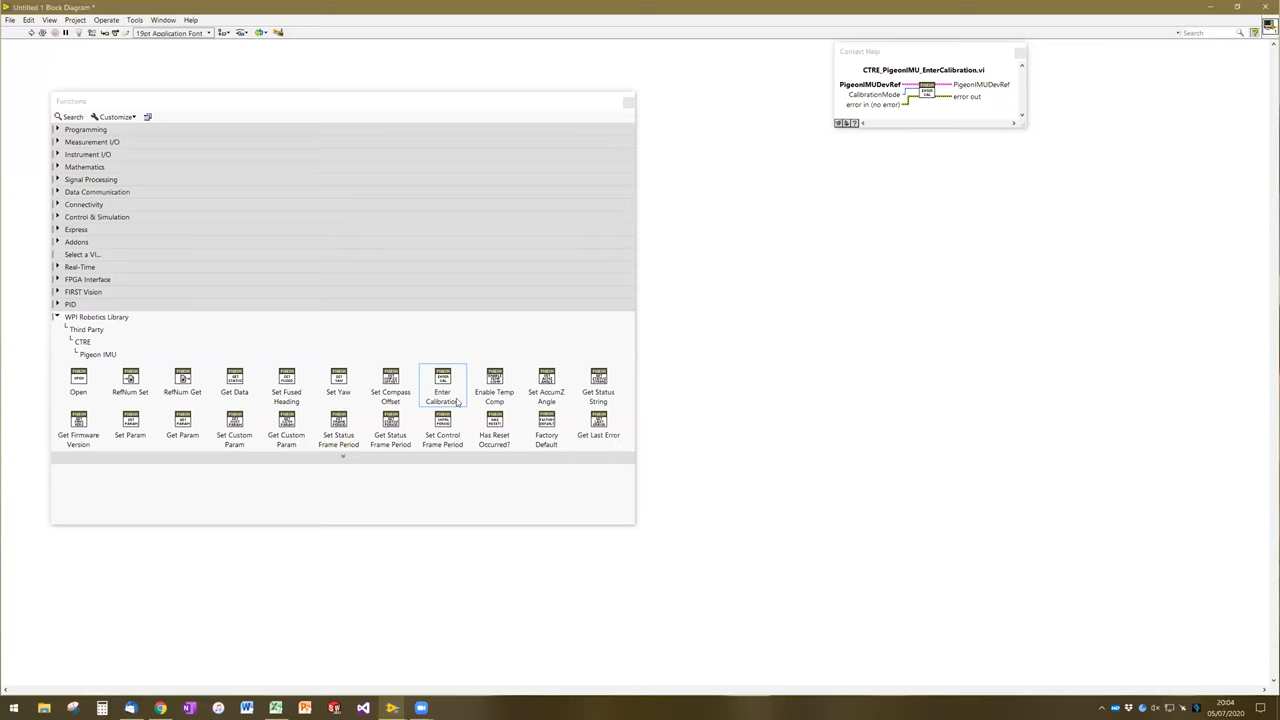 Untitled 1 Block Diagram *
File Edit View Project Operate Tools Window Help
19pt Application Font
Search
Context Help
CTRE_PigeonIMU_EnterCalibration.vi
PigeonIMUDevRef PigeonIMUDevRef
CalibrationMode
error out
error in (no error)
ENTER
CAL
Functions
Search Customize
Programming
Measurement I/O
Instrument I/O
Mathematics
Signal Processing
Data Communication
Connectivity
Control & Simulation
Express
Addons
Select a VI...
Real-Time
FPGA Interface
FIRST Vision
PID
WPI Robotics Library
Third Party
CTRE
Pigeon IMU
Open
RefNum Set
RefNum Get
Get Data
Set Fused
Heading
Set Yaw
Set Compass
Offset
Enter
Calibration
Enable Temp
Comp
Set AccumZ
Angle
Get Status
String
Get Firmware
Version
Set Param
Get Param
Set Custom
Param
Get Custom
Param
Set Status
Frame Period
Get Status
Frame Period
Set Control
Frame Period
Has Reset
Occurred?
Factory
Default
Get Last Error
20:04
05/07/2020